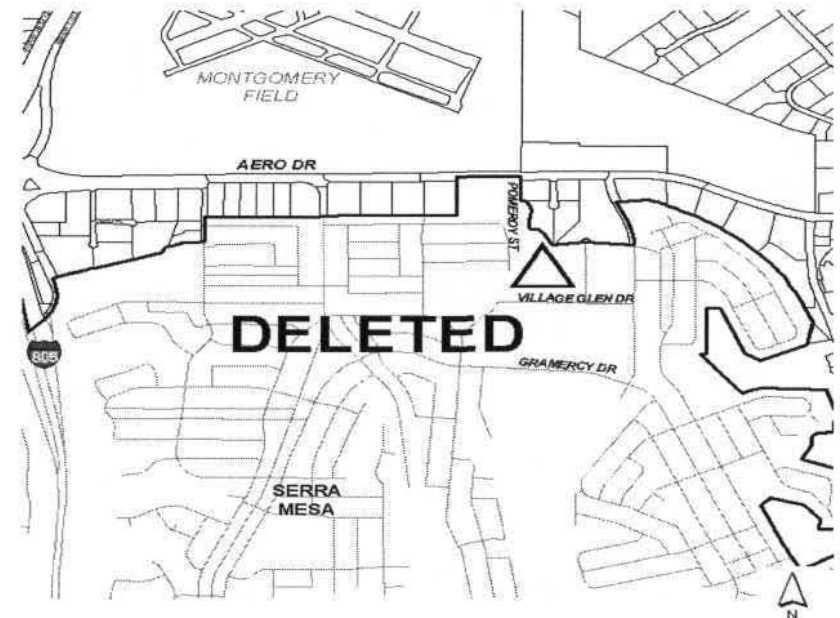 MONTGOMERY
FIELD
AERO DR
POMEROY ST
VILLAGE GLEN DR
DELETED
805
GRAMERCY DR
SERRA
MESA
N